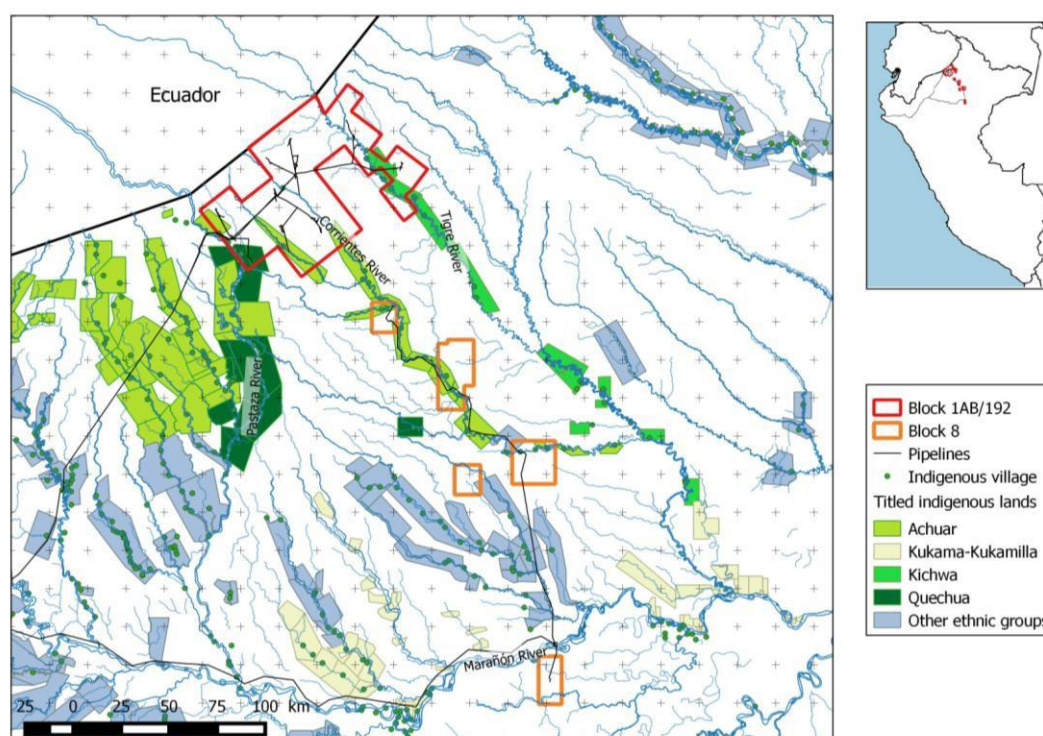 Ecuador
Tigre River
Corrientes River
Pastaza River
Marañón River
25 0 25 50 75 100 km
Block 1AB/192
Block 8
Pipelines
Indigenous village
Titled indigenous lands
Achuar
Kukama-Kukamilla
Kichwa
Quechua
Other ethnic groups